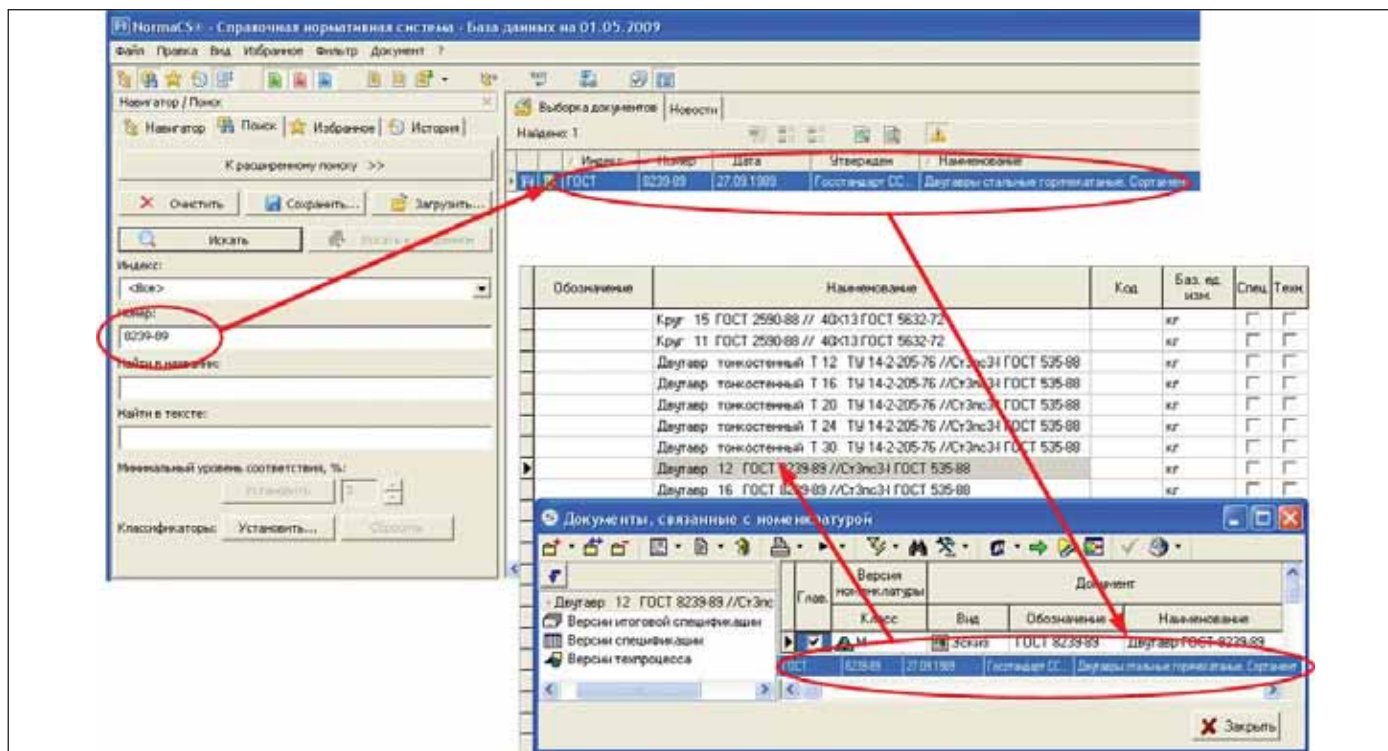 NormaCS® - Справочная нормативная система - База данных на 01.05.2009
Файл Правка Вид Избранное Фильтр Документ ?
Навигатор / Поиск
Навигатор Поиск Избранное История
К расширенному поиску >>
Очистить Сохранить... Загрузить...
Искать
Индекс:
<Все>
Номер:
8239-89
Найти в названии:
Найти в тексте:
Минимальный уровень соответствия, %:
Установить
Классификаторы: Установить... Сбросить
Выборка документов Новости
Найдено: 1
Индекс Номер Дата Утвержден Наименование
ГОСТ 8239-89 27.09.1989 Госстандарт СС... Двутавры стальные горячекатаные. Сортамент
Обозначение Наименование Код Баз. ед. изм. Спец. Техн.
Круг 15 ГОСТ 2590-88 // 40Х13 ГОСТ 5632-72 кг
Круг 11 ГОСТ 2590-88 // 40Х13 ГОСТ 5632-72 кг
Двутавр тонкостенный Т 12 ТУ 14-2-205-76 //Ст3пс3-I ГОСТ 535-88 кг
Двутавр тонкостенный Т 16 ТУ 14-2-205-76 //Ст3пс3-I ГОСТ 535-88 кг
Двутавр тонкостенный Т 20 ТУ 14-2-205-76 //Ст3пс3-I ГОСТ 535-88 кг
Двутавр тонкостенный Т 24 ТУ 14-2-205-76 //Ст3пс3-I ГОСТ 535-88 кг
Двутавр тонкостенный Т 30 ТУ 14-2-205-76 //Ст3пс3-I ГОСТ 535-88 кг
Двутавр 12 ГОСТ 8239-89 //Ст3пс3-I ГОСТ 535-88 кг
Двутавр 16 ГОСТ 8239-89 //Ст3пс3-I ГОСТ 535-88 кг
Документы, связанные с номенклатурой
Двутавр 12 ГОСТ 8239-89 //Ст3пс
Версии итоговой спецификации
Версии спецификации
Версии техпроцесса
Глав. Версия номенклатуры Документ
Класс Вид Обозначение Наименование
М Эскиз ГОСТ 8239-89 Двутавр ГОСТ 8239-89
ГОСТ 8239-89 27.09.1989 Госстандарт СС... Двутавры стальные горячекатаные. Сортамент
Закрыть